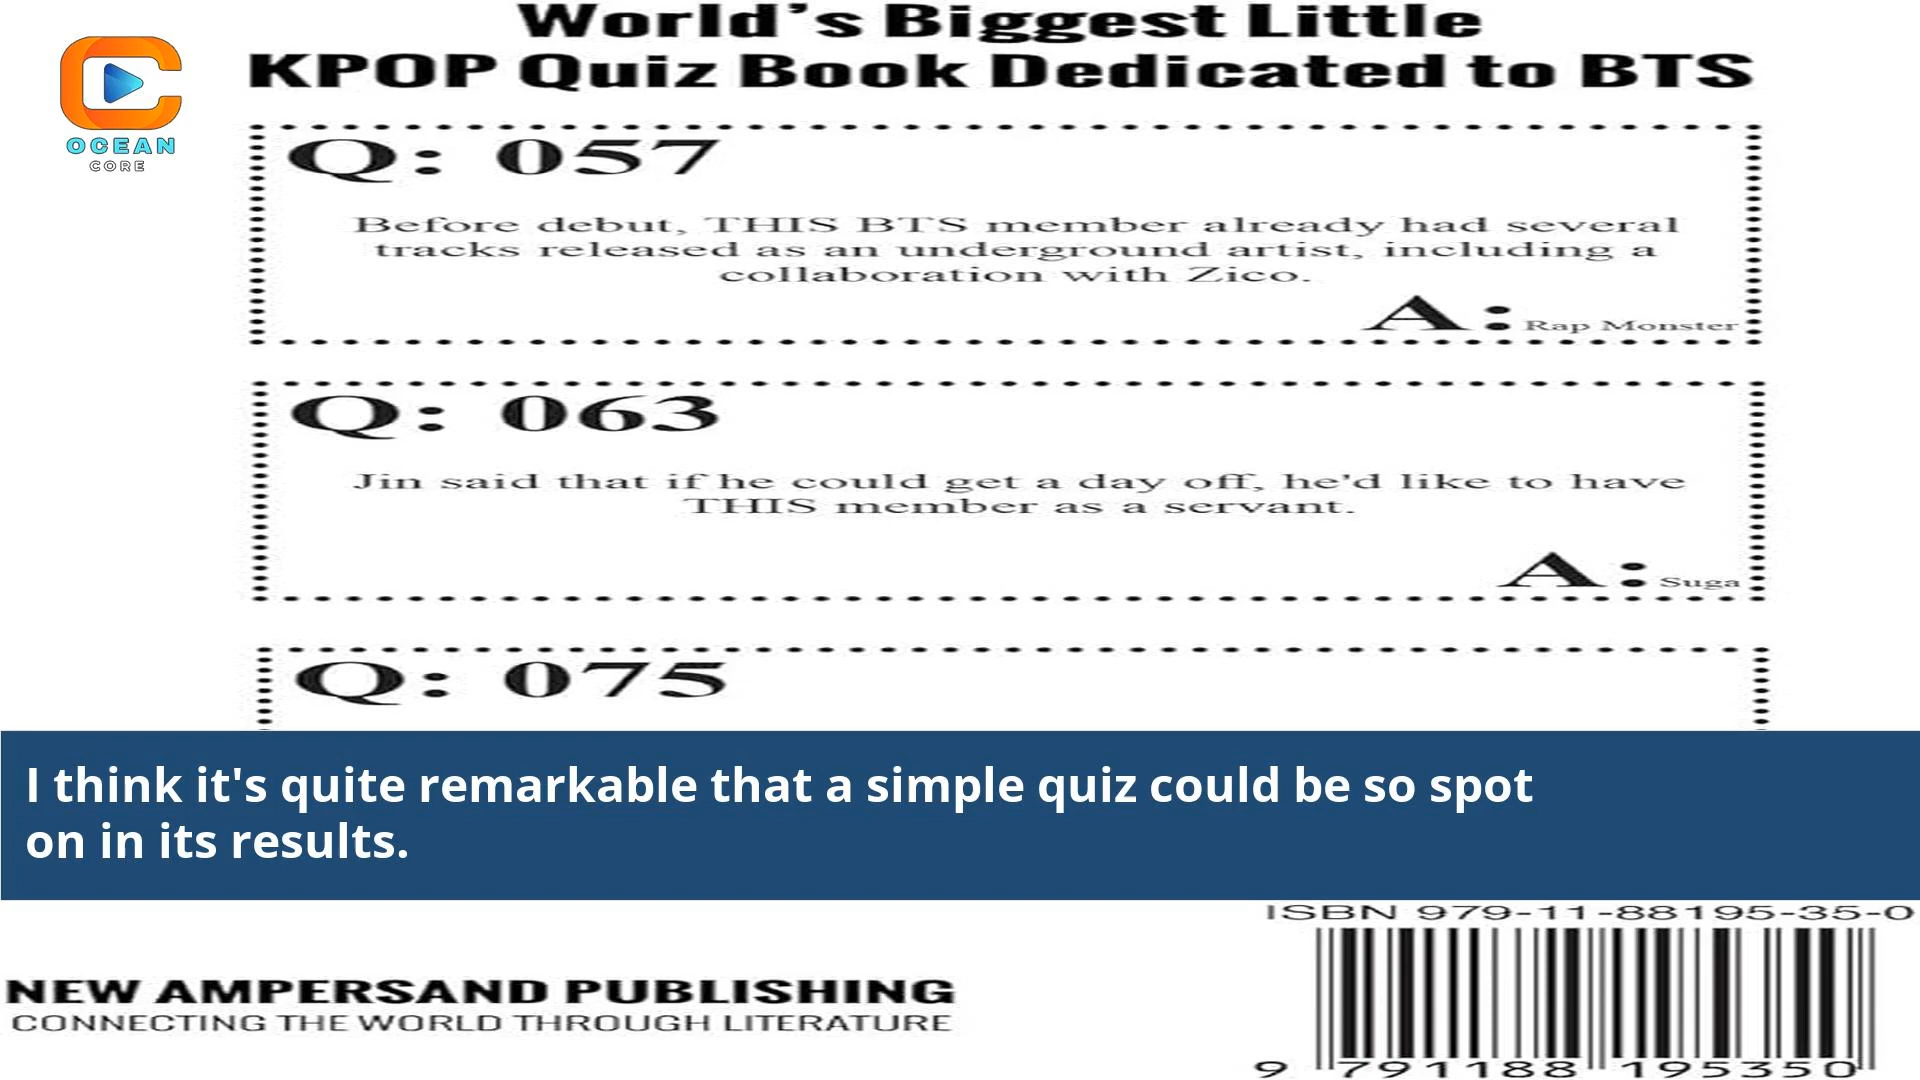 World’s Biggest Little
KPOP Quiz Book Dedicated to BTS
OCEAN
CORE
Q: 057
Before debut, THIS BTS member already had several
tracks released as an underground artist, including a
collaboration with Zico.
A: Rap Monster
Q: 063
Jin said that if he could get a day off, he'd like to have
THIS member as a servant.
A: Suga
Q: 075
I think it's quite remarkable that a simple quiz could be so spot
on in its results.
ISBN 979-11-88195-35-0
NEW AMPERSAND PUBLISHING
CONNECTING THE WORLD THROUGH LITERATURE
9 791188 195350